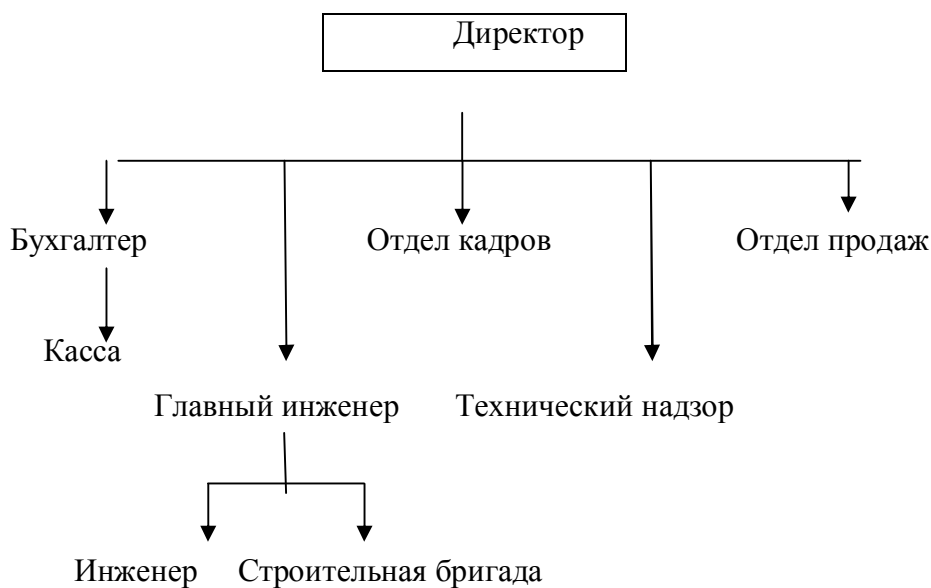 Директор
Бухгалтер
Отдел кадров
Отдел продаж
Касса
Главный инженер
Технический надзор
Инженер
Строительная бригада